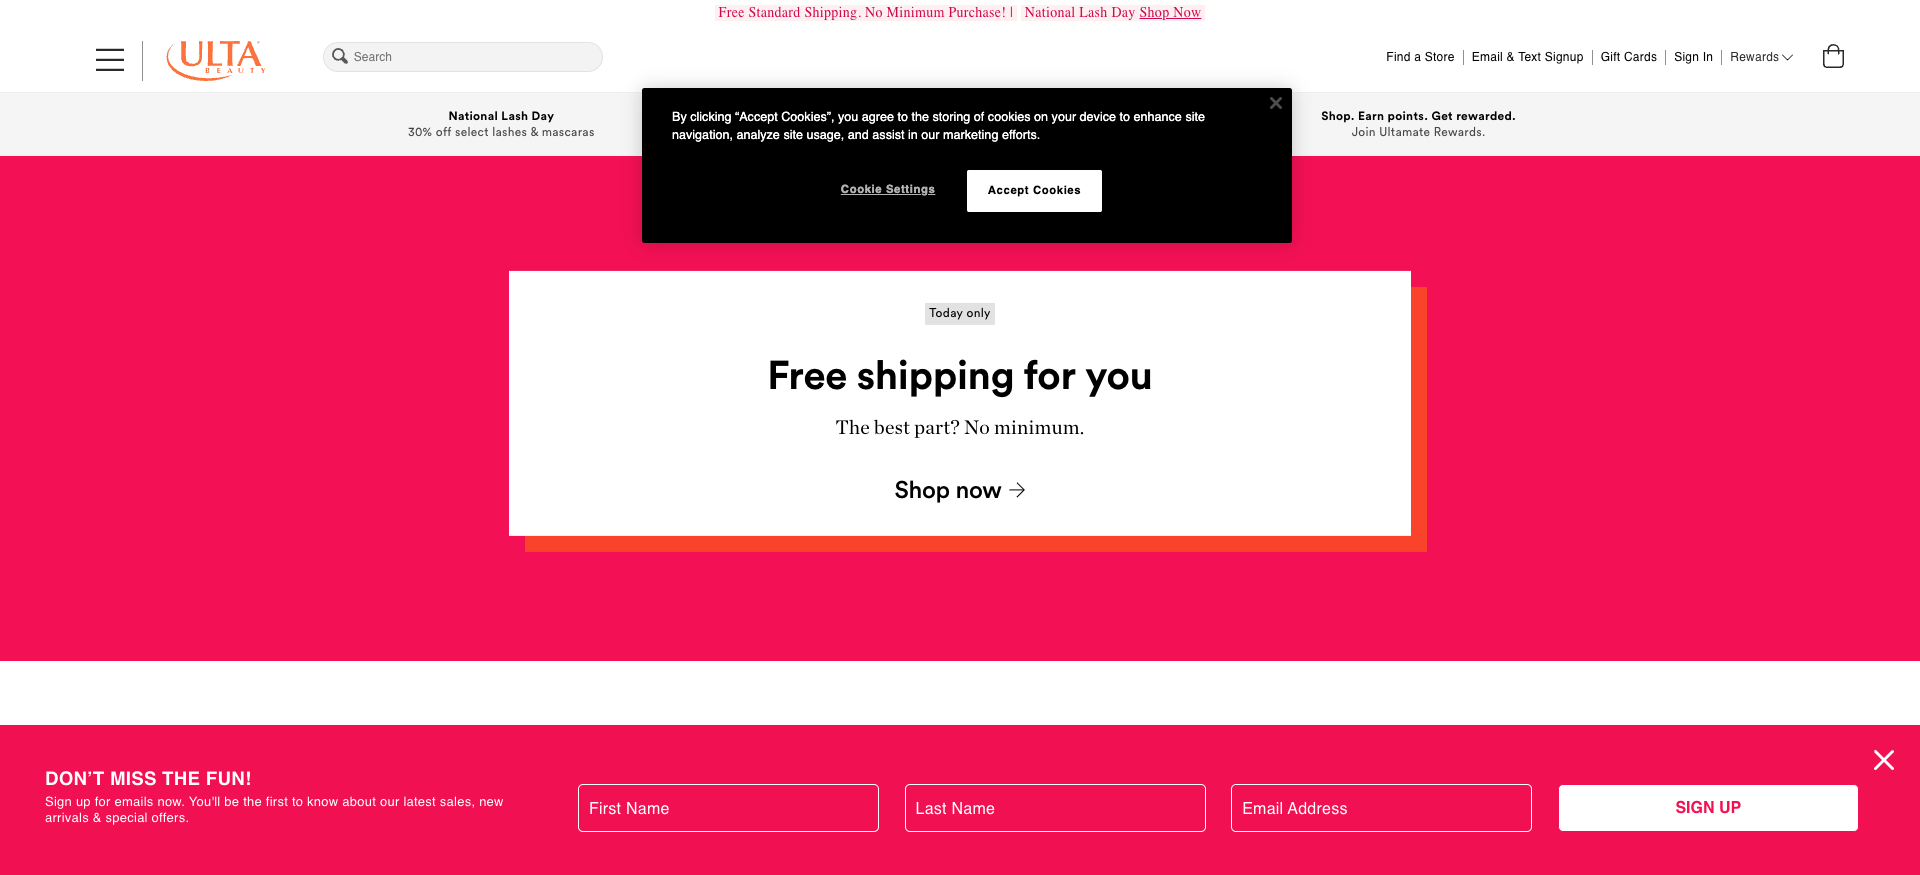 Free Standard Shipping. No Minimum Purchase! | National Lash Day Shop Now
ULTA
BEAUTY
Search
Find a Store
Email & Text Signup
Gift Cards
Sign In
Rewards
National Lash Day
30% off select lashes & mascaras
By clicking “Accept Cookies”, you agree to the storing of cookies on your device to enhance site
navigation, analyze site usage, and assist in our marketing efforts.
Cookie Settings
Accept Cookies
Shop. Earn points. Get rewarded.
Join Ultamate Rewards.
Today only
Free shipping for you
The best part? No minimum.
Shop now
DON’T MISS THE FUN!
Sign up for emails now. You'll be the first to know about our latest sales, new
arrivals & special offers.
First Name
Last Name
Email Address
SIGN UP